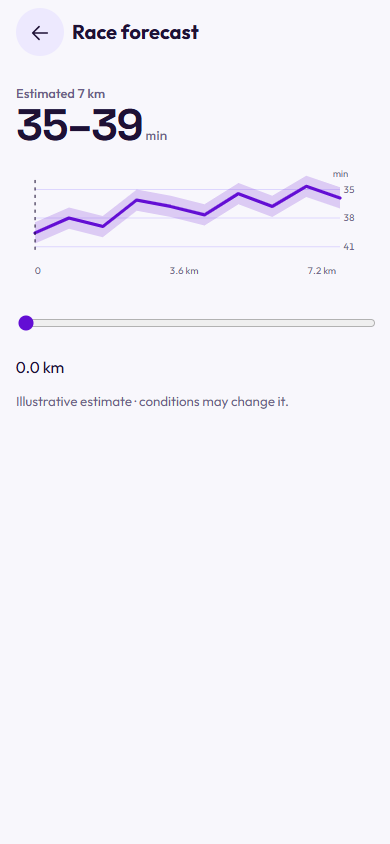 Race forecast
Estimated 7 km
35–39 min
min
35
38
41
0 3.6 km 7.2 km
0.0 km
Illustrative estimate · conditions may change it.